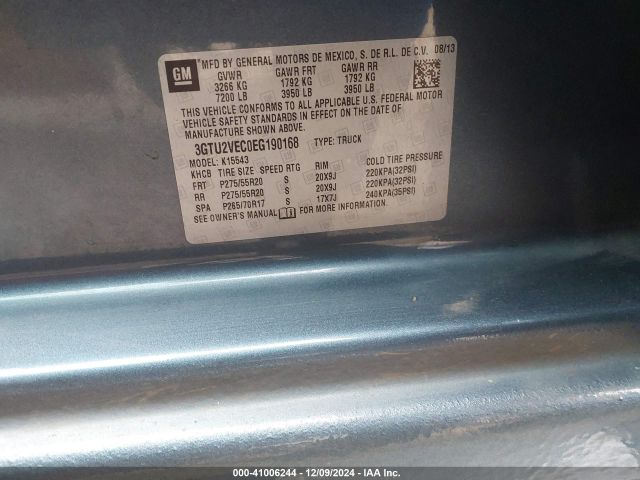 GM
MFD BY GENERAL MOTORS DE MEXICO, S. DE R.L. DE C.V. 08/13
GVWR GAWR FRT GAWR RR
3266 KG 1792 KG 1792 KG
7200 LB 3950 LB 3950 LB
THIS VEHICLE CONFORMS TO ALL APPLICABLE U.S. FEDERAL MOTOR
VEHICLE SAFETY STANDARDS IN EFFECT ON THE DATE OF
MANUFACTURE SHOWN ABOVE.
3GTU2VEC0EG190168 TYPE: TRUCK
MODEL: K15543
KHCB TIRE SIZE SPEED RTG RIM COLD TIRE PRESSURE
FRT P275/55R20 S 20X9J 220KPA(32PSI)
RR P275/55R20 S 20X9J 220KPA(32PSI)
SPA P265/70R17 S 17X7J 240KPA(35PSI)
SEE OWNER'S MANUAL FOR MORE INFORMATION.
000-41006244 / 12/09/2024 - IAA Inc.